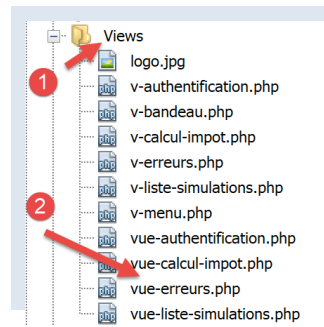 Views
logo.jpg
1
v-authentification.php
v-bandeau.php
v-calcul-impot.php
v-erreurs.php
v-liste-simulations.php
2
v-menu.php
vue-authentification.php
vue-calcul-impot.php
vue-erreurs.php
vue-liste-simulations.php